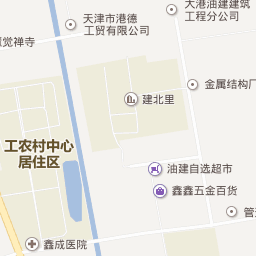 大港油建建筑
工程分公司
天津市港德
工贸有限公司
觉禅寺
金属结构厂
建北里
工农村中心
居住区
油建自选超市
鑫鑫五金百货
管
鑫成医院